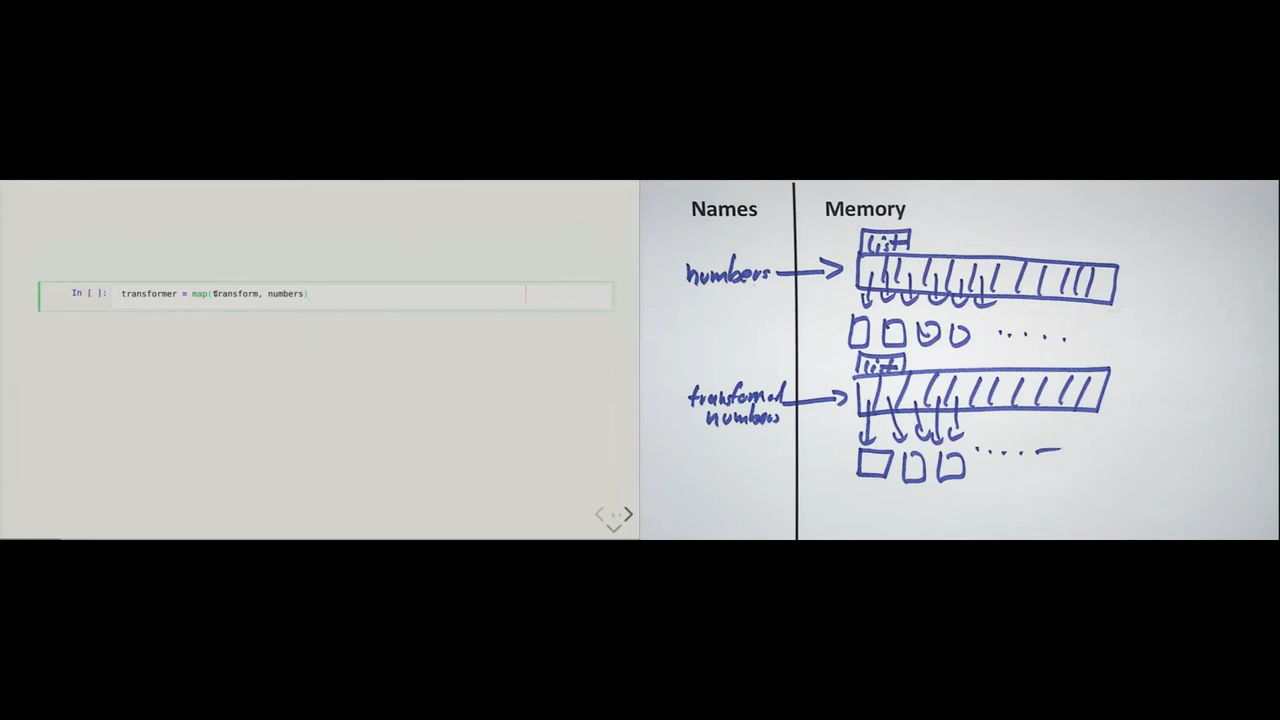 In [ ]: transformer = map(transform, numbers)
Names
Memory
list
numbers
list
transformed
numbers